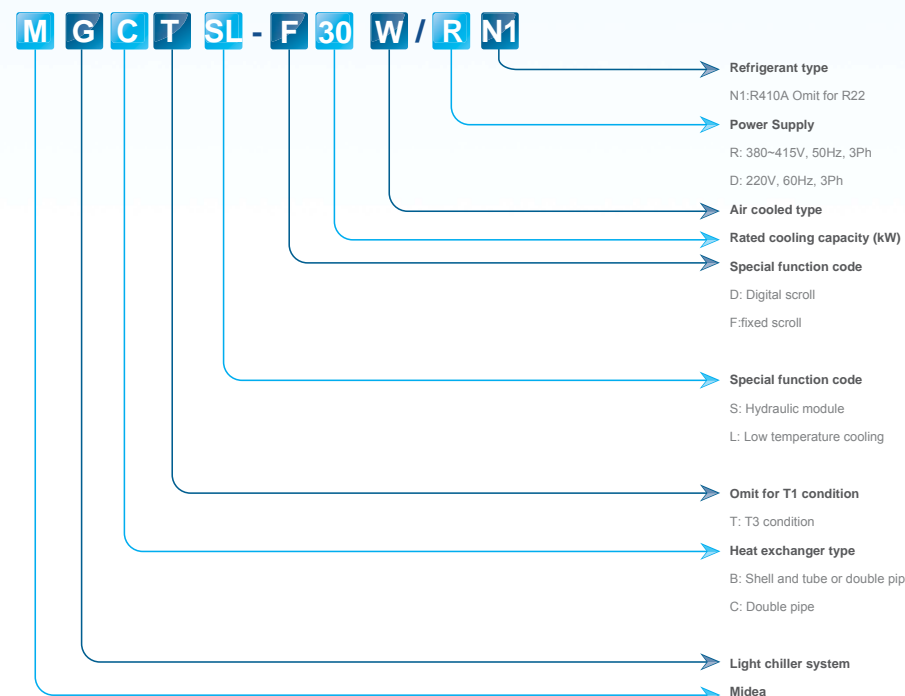 M G C T SL - F 30 W / R N1
Refrigerant type
N1:R410A Omit for R22
Power Supply
R: 380~415V, 50Hz, 3Ph
D: 220V, 60Hz, 3Ph
Air cooled type
Rated cooling capacity (kW)
Special function code
D: Digital scroll
F:fixed scroll
Special function code
S: Hydraulic module
L: Low temperature cooling
Omit for T1 condition
T: T3 condition
Heat exchanger type
B: Shell and tube or double pip
C: Double pipe
Light chiller system
Midea